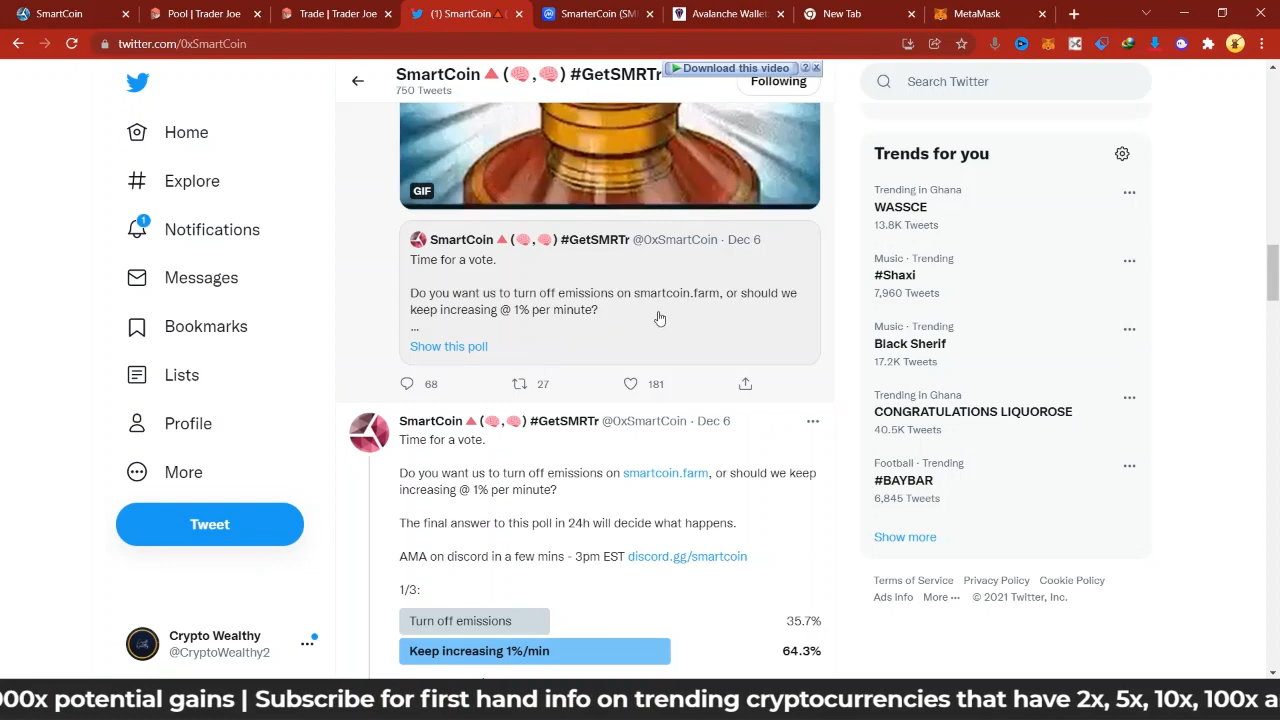 SmartCoin
Pool | Trader Joe
Trade | Trader Joe
(1) SmartCoin
SmarterCoin (SM
Avalanche Wallet
New Tab
MetaMask
twitter.com/0xSmartCoin
SmartCoin🔺(🧠,🧠) #GetSMRTr
750 Tweets
Download this video
Following
Search Twitter
Home
Explore
1
Notifications
Messages
Bookmarks
Lists
Profile
More
Tweet
Crypto Wealthy
@CryptoWealthy2
GIF
SmartCoin🔺(🧠,🧠) #GetSMRTr @0xSmartCoin · Dec 6
Time for a vote.
Do you want us to turn off emissions on smartcoin.farm, or should we
keep increasing @ 1% per minute?
...
Show this poll
68 27 181
SmartCoin🔺(🧠,🧠) #GetSMRTr @0xSmartCoin · Dec 6
Time for a vote.
Do you want us to turn off emissions on smartcoin.farm, or should we keep
increasing @ 1% per minute?
The final answer to this poll in 24h will decide what happens.
AMA on discord in a few mins - 3pm EST discord.gg/smartcoin
1/3:
Turn off emissions 35.7%
Keep increasing 1%/min 64.3%
Trends for you
Trending in Ghana
WASSCE
13.8K Tweets
Music · Trending
#Shaxi
7,960 Tweets
Music · Trending
Black Sherif
17.2K Tweets
Trending in Ghana
CONGRATULATIONS LIQUOROSE
40.5K Tweets
Football · Trending
#BAYBAR
6,845 Tweets
Show more
Terms of Service Privacy Policy Cookie Policy
Ads Info More ··· © 2021 Twitter, Inc.
000x potential gains | Subscribe for first hand info on trending cryptocurrencies that have 2x, 5x, 10x, 100x a